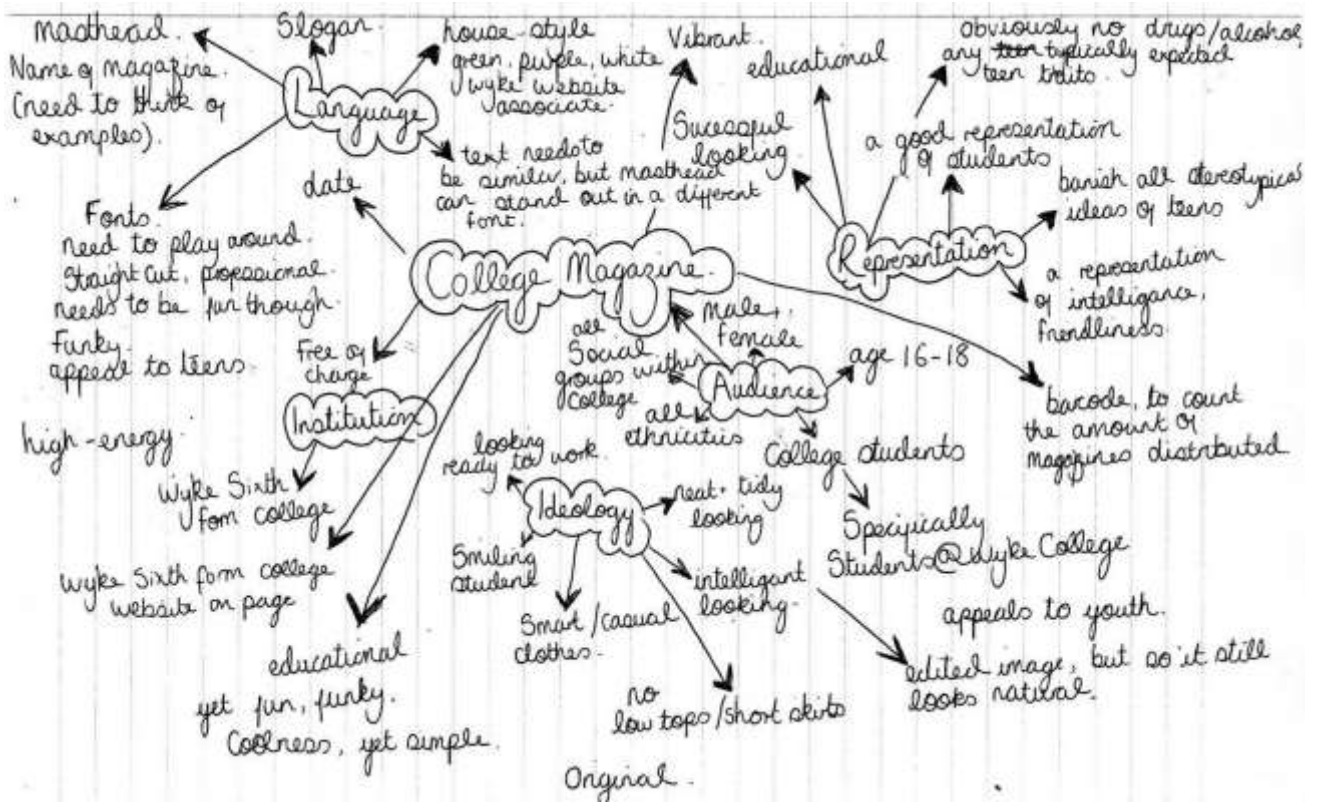 masthead.
Name of magazine.
(need to think of
examples).
Slogan
house-style
green, purple, white
wyke website
associate.
Language
text needs to
be similar, but masthead
can stand out in a different
font.
Fonts.
need to play around.
Straight cut, professional.
needs to be fun though.
Funky.
appeal to teens.
high-energy.
date
Vibrant.
College Magazine.
Free of
charge
barcode, to count
the amount of
magazines distributed
Wyke Sixth form college
website on page
educational
yet fun, funky.
Coolness, yet simple.
educational
Sucessful
looking
obviously no drugs/alcohol,
any teen typically expected
teen traits.
a good representation
of students
banish all stereotypical
ideas of teens
Representation
a representation
of intelligance,
frendliness.
Institution
Wyke Sixth
form college
male +
female
all
Social
groups within
College
age 16-18
Audience
all
ethnicitiis
College students
Specifically
Students@Wyke College
appeals to youth.
looking
ready to work.
Ideology
neat + tidy
looking
Smiling
student
Smart/casual
clothes.
intelligant
looking.
no
low tops/short skirts
edited image, but so it still
looks natural.
Original.